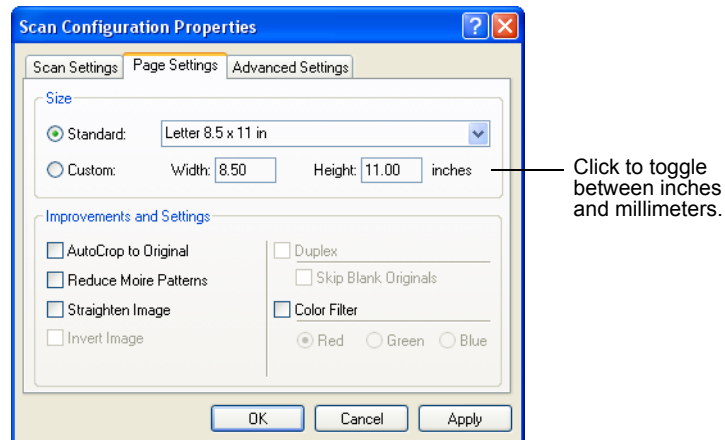 Scan Configuration Properties
Scan Settings Page Settings Advanced Settings
Size
Standard: Letter 8.5 x 11 in
Custom: Width: 8.50 Height: 11.00 inches
Click to toggle
between inches
and millimeters.
Improvements and Settings
AutoCrop to Original
Reduce Moire Patterns
Straighten Image
Invert Image
Duplex
Skip Blank Originals
Color Filter
Red Green Blue
OK Cancel Apply